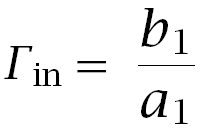 Γin = b1/a1